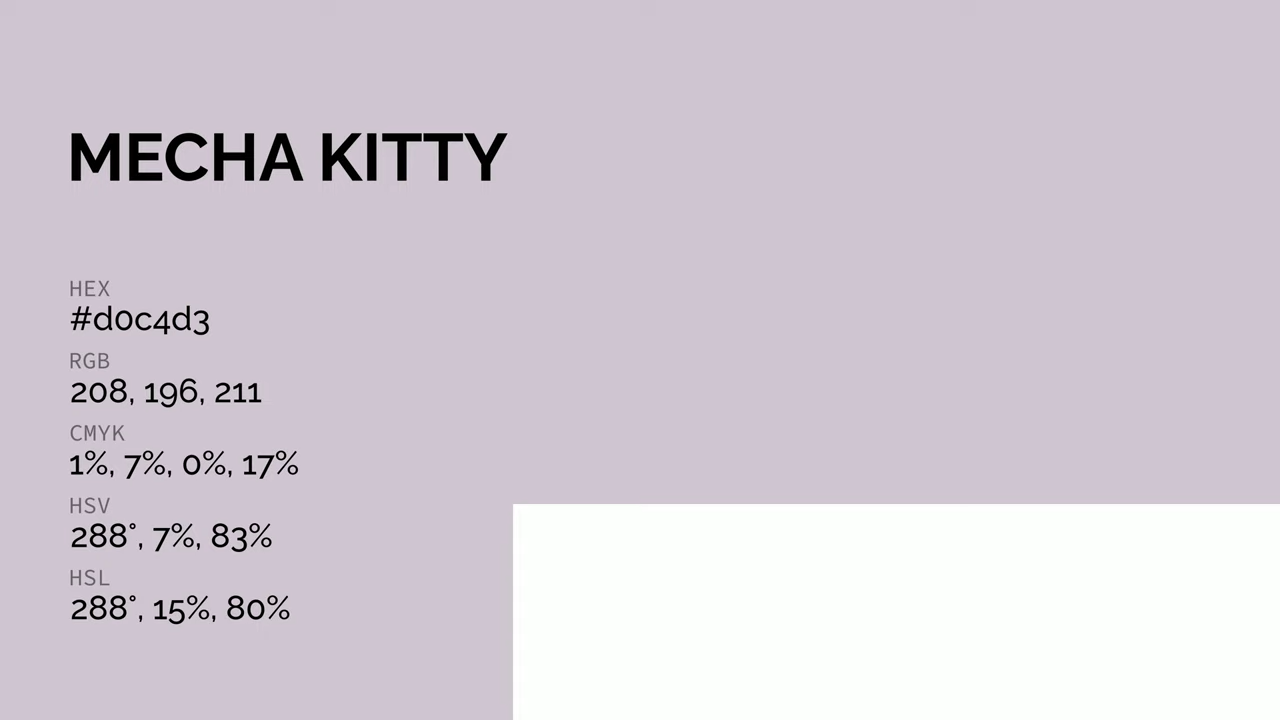 MECHA KITTY
HEX
#d0c4d3
RGB
208, 196, 211
CMYK
1%, 7%, 0%, 17%
HSV
288°, 7%, 83%
HSL
288°, 15%, 80%